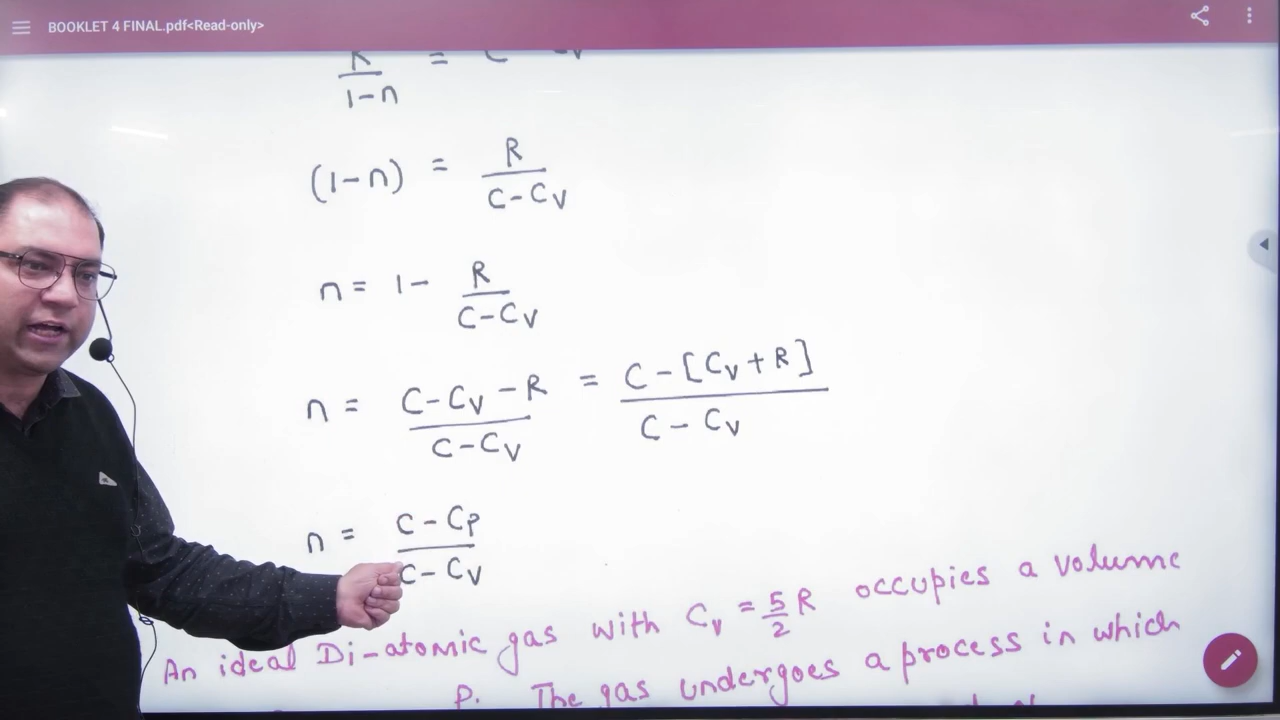 BOOKLET 4 FINAL.pdf<Read-only>
1-n
(1-n) = R/(C-Cv)
n = 1 - R/(C-Cv)
n = (C-Cv-R)/(C-Cv) = (C-[Cv+R])/(C-Cv)
n = (C-Cp)/(C-Cv)
An ideal Di-atomic gas with Cv = 5/2 R occupies a volume
P. The gas undergoes a process in which